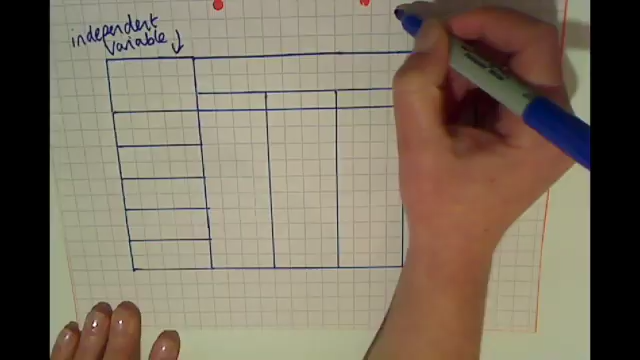 independent
variable ↓